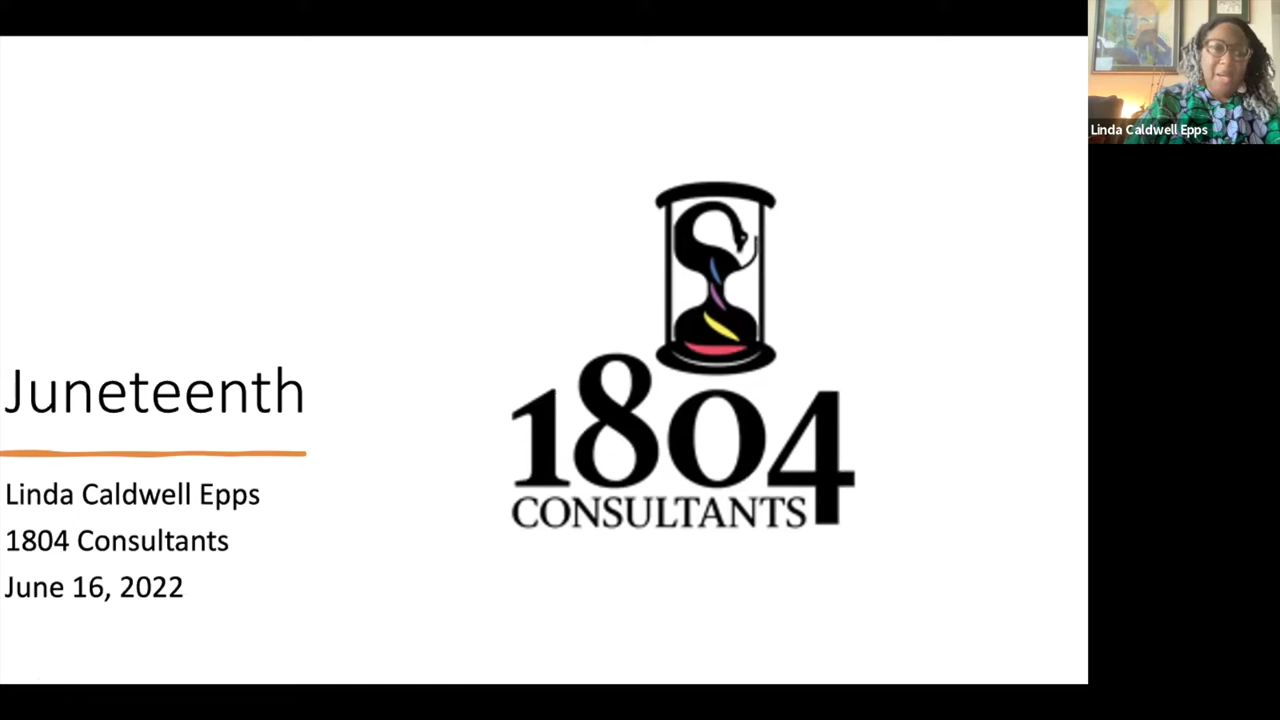 Juneteenth
Linda Caldwell Epps
1804 Consultants
June 16, 2022
1804
CONSULTANTS
Linda Caldwell Epps